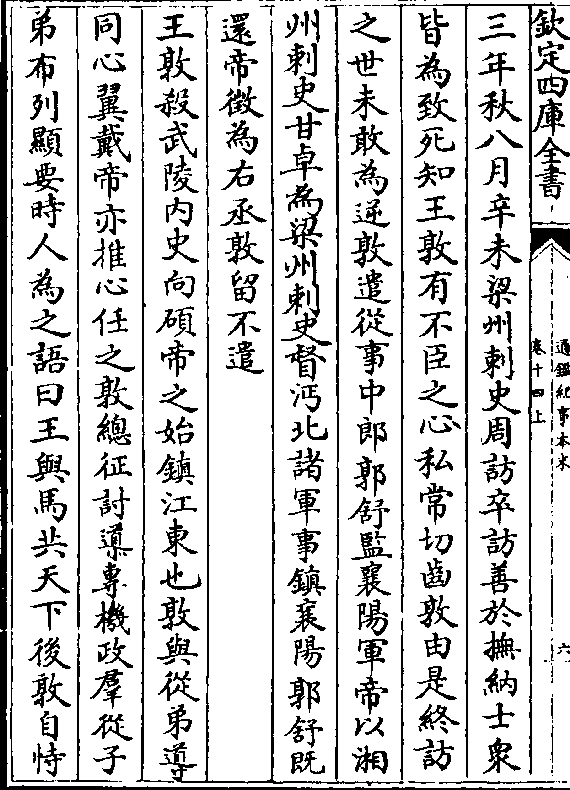 欽定四庫全書
通鑑紀事本末
卷十四上
六
三年秋八月辛未梁州刺史周訪卒訪善於撫納士衆
皆為致死知王敦有不臣之心私常切齒敦由是終訪
之世未敢為逆敦遣從事中郎郭舒監襄陽軍帝以湘
州刺史甘卓為梁州刺史督沔北諸軍事鎮襄陽郭舒既
還帝徵為右丞敦留不遣
王敦殺武陵内史向碩帝之始鎮江東也敦與從弟導
同心翼戴帝亦推心任之敦總征討導專機政羣從子
弟布列顯要時人為之語曰王與馬共天下後敦自恃